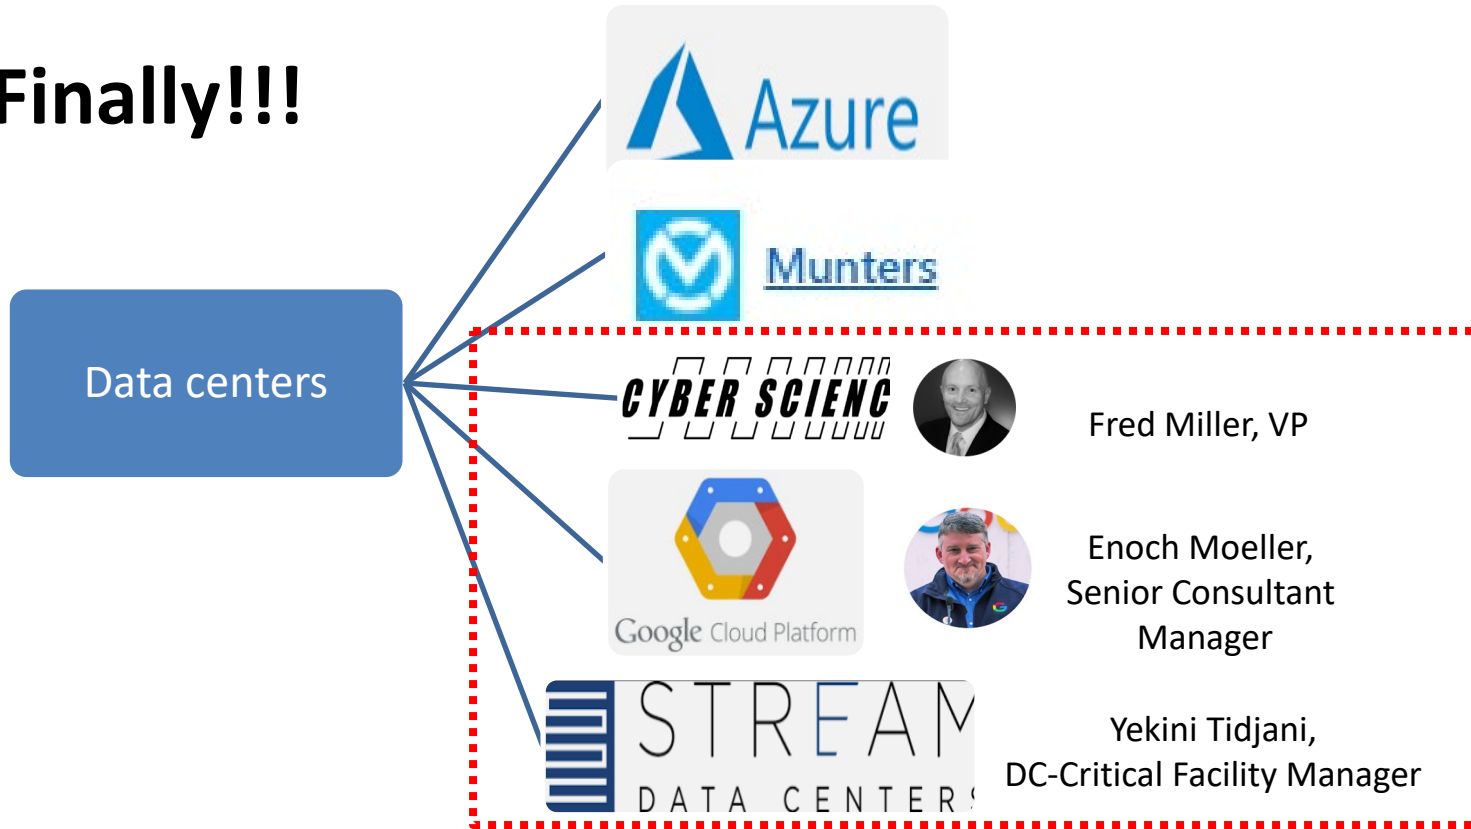 Finally!!!
Azure
Munters
Data centers
CYBER SCIENC
Fred Miller, VP
Google Cloud Platform
Enoch Moeller,
Senior Consultant
Manager
STREAM
DATA CENTERS
Yekini Tidjani,
DC-Critical Facility Manager